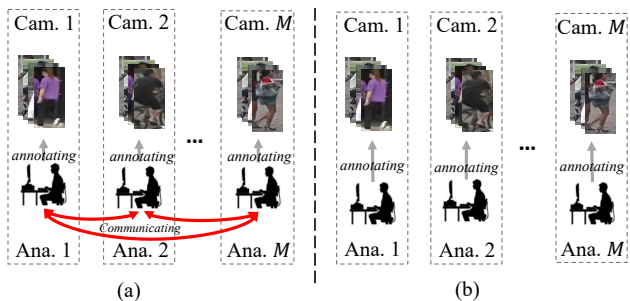 Cam. 1 Cam. 2 Cam. M
...
annotating annotating annotating
Communicating
Ana. 1 Ana. 2 Ana. M
(a)
Cam. 1 Cam. 2 Cam. M
...
annotating annotating annotating
Ana. 1 Ana. 2 Ana. M
(b)